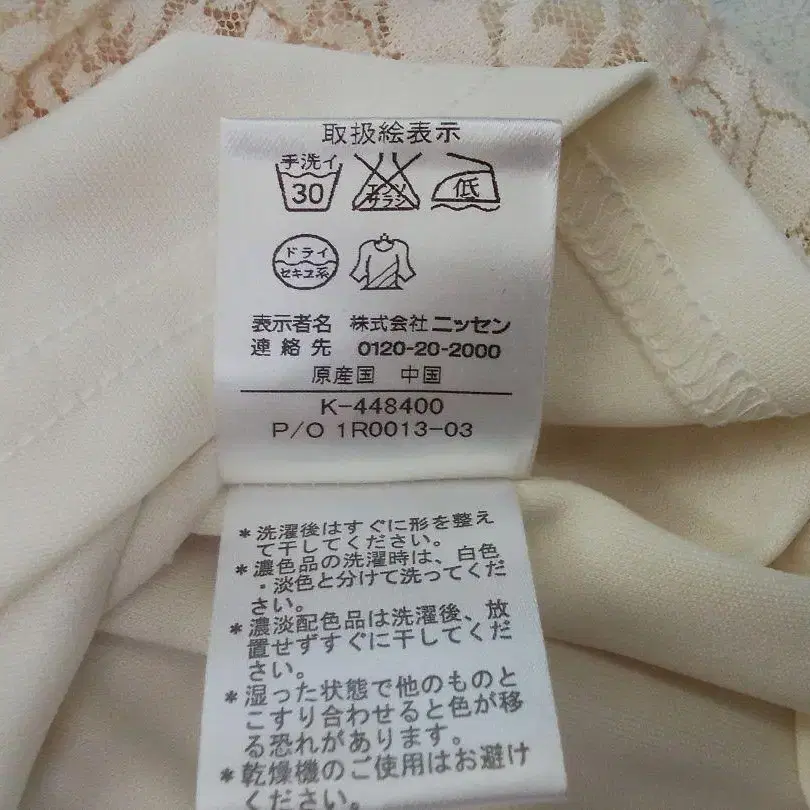 取扱絵表示
手洗イ
30
エンソ
サラシ
低
ドライ
セキユ系
表示者名 株式会社ニッセン
連絡先 0120-20-2000
原産国 中国
K-448400
P/O 1R0013-03
*洗濯後はすぐに形を整え
て干してください。
*濃色品の洗濯時は、白色
・淡色と分けて洗ってくだ
さい。
*濃淡配色品は洗濯後、放
置せずすぐに干してくだ
さい。
*湿った状態で他のものと
こすり合わせると色が移
る恐れがあります。
*乾燥機のご使用はお避け
ください。